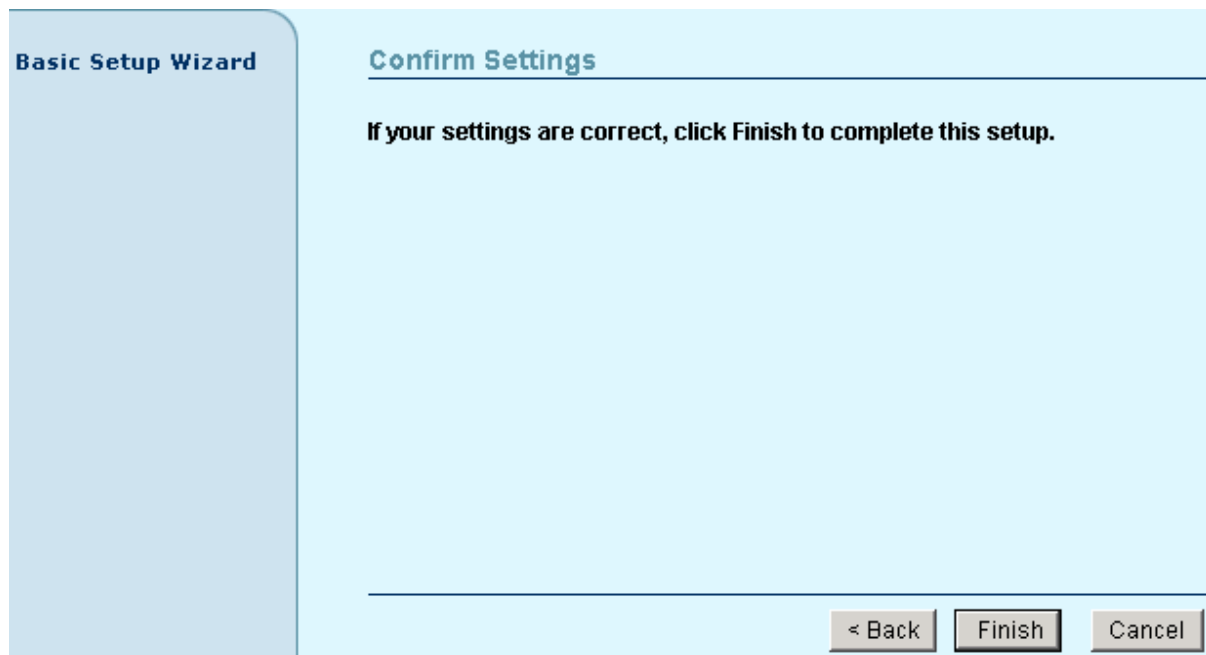 Basic Setup Wizard
Confirm Settings
If your settings are correct, click Finish to complete this setup.
< Back
Finish
Cancel